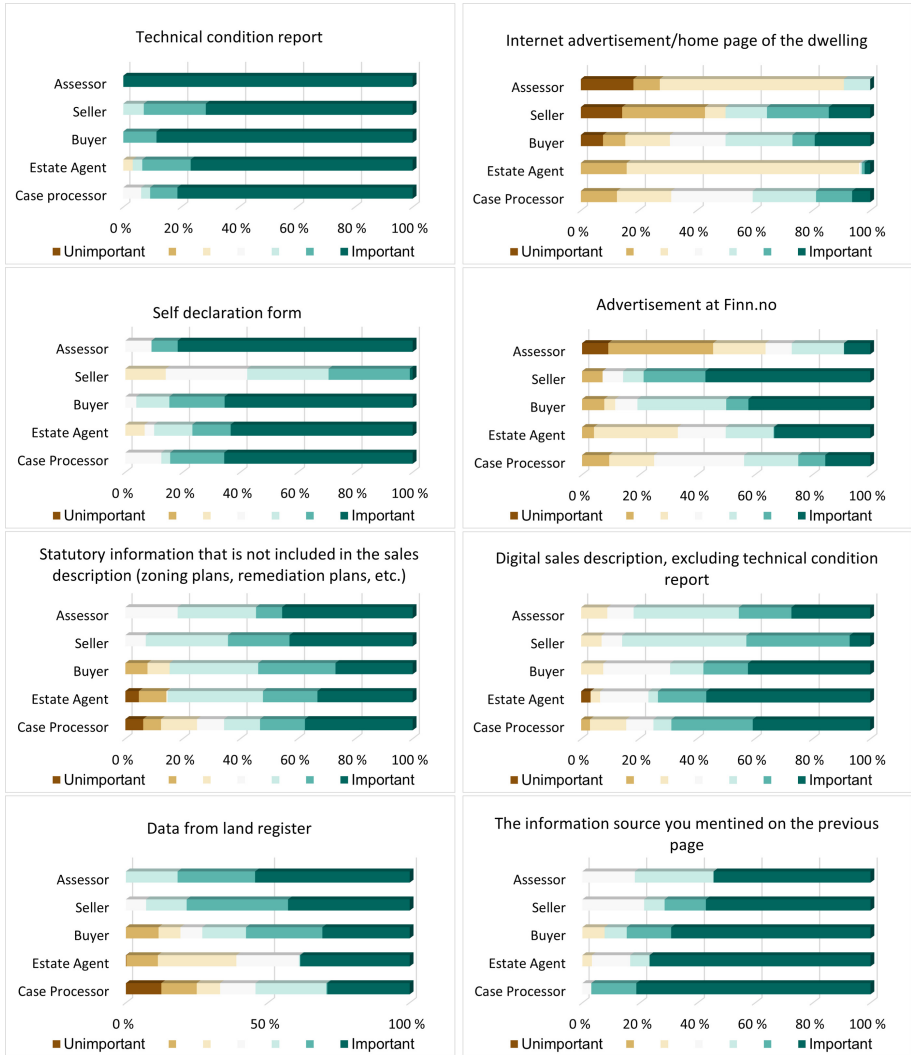 Technical condition report
Assessor
Seller
Buyer
Estate Agent
Case processor
0 % 20 % 40 % 60 % 80 % 100 %
Unimportant Important
Internet advertisement/home page of the dwelling
Assessor
Seller
Buyer
Estate Agent
Case Processor
0 % 20 % 40 % 60 % 80 % 100 %
Unimportant Important
Self declaration form
Assessor
Seller
Buyer
Estate Agent
Case Processor
0 % 20 % 40 % 60 % 80 % 100 %
Unimportant Important
Advertisement at Finn.no
Assessor
Seller
Buyer
Estate Agent
Case Processor
0 % 20 % 40 % 60 % 80 % 100 %
Unimportant Important
Statutory information that is not included in the sales
description (zoning plans, remediation plans, etc.)
Assessor
Seller
Buyer
Estate Agent
Case Processor
0 % 20 % 40 % 60 % 80 % 100 %
Unimportant Important
Digital sales description, excluding technical condition
report
Assessor
Seller
Buyer
Estate Agent
Case Processor
0 % 20 % 40 % 60 % 80 % 100 %
Unimportant Important
Data from land register
Assessor
Seller
Buyer
Estate Agent
Case Processor
0 % 50 % 100 %
Unimportant Important
The information source you mentined on the previous
page
Assessor
Seller
Buyer
Estate Agent
Case Processor
0 % 20 % 40 % 60 % 80 % 100 %
Unimportant Important